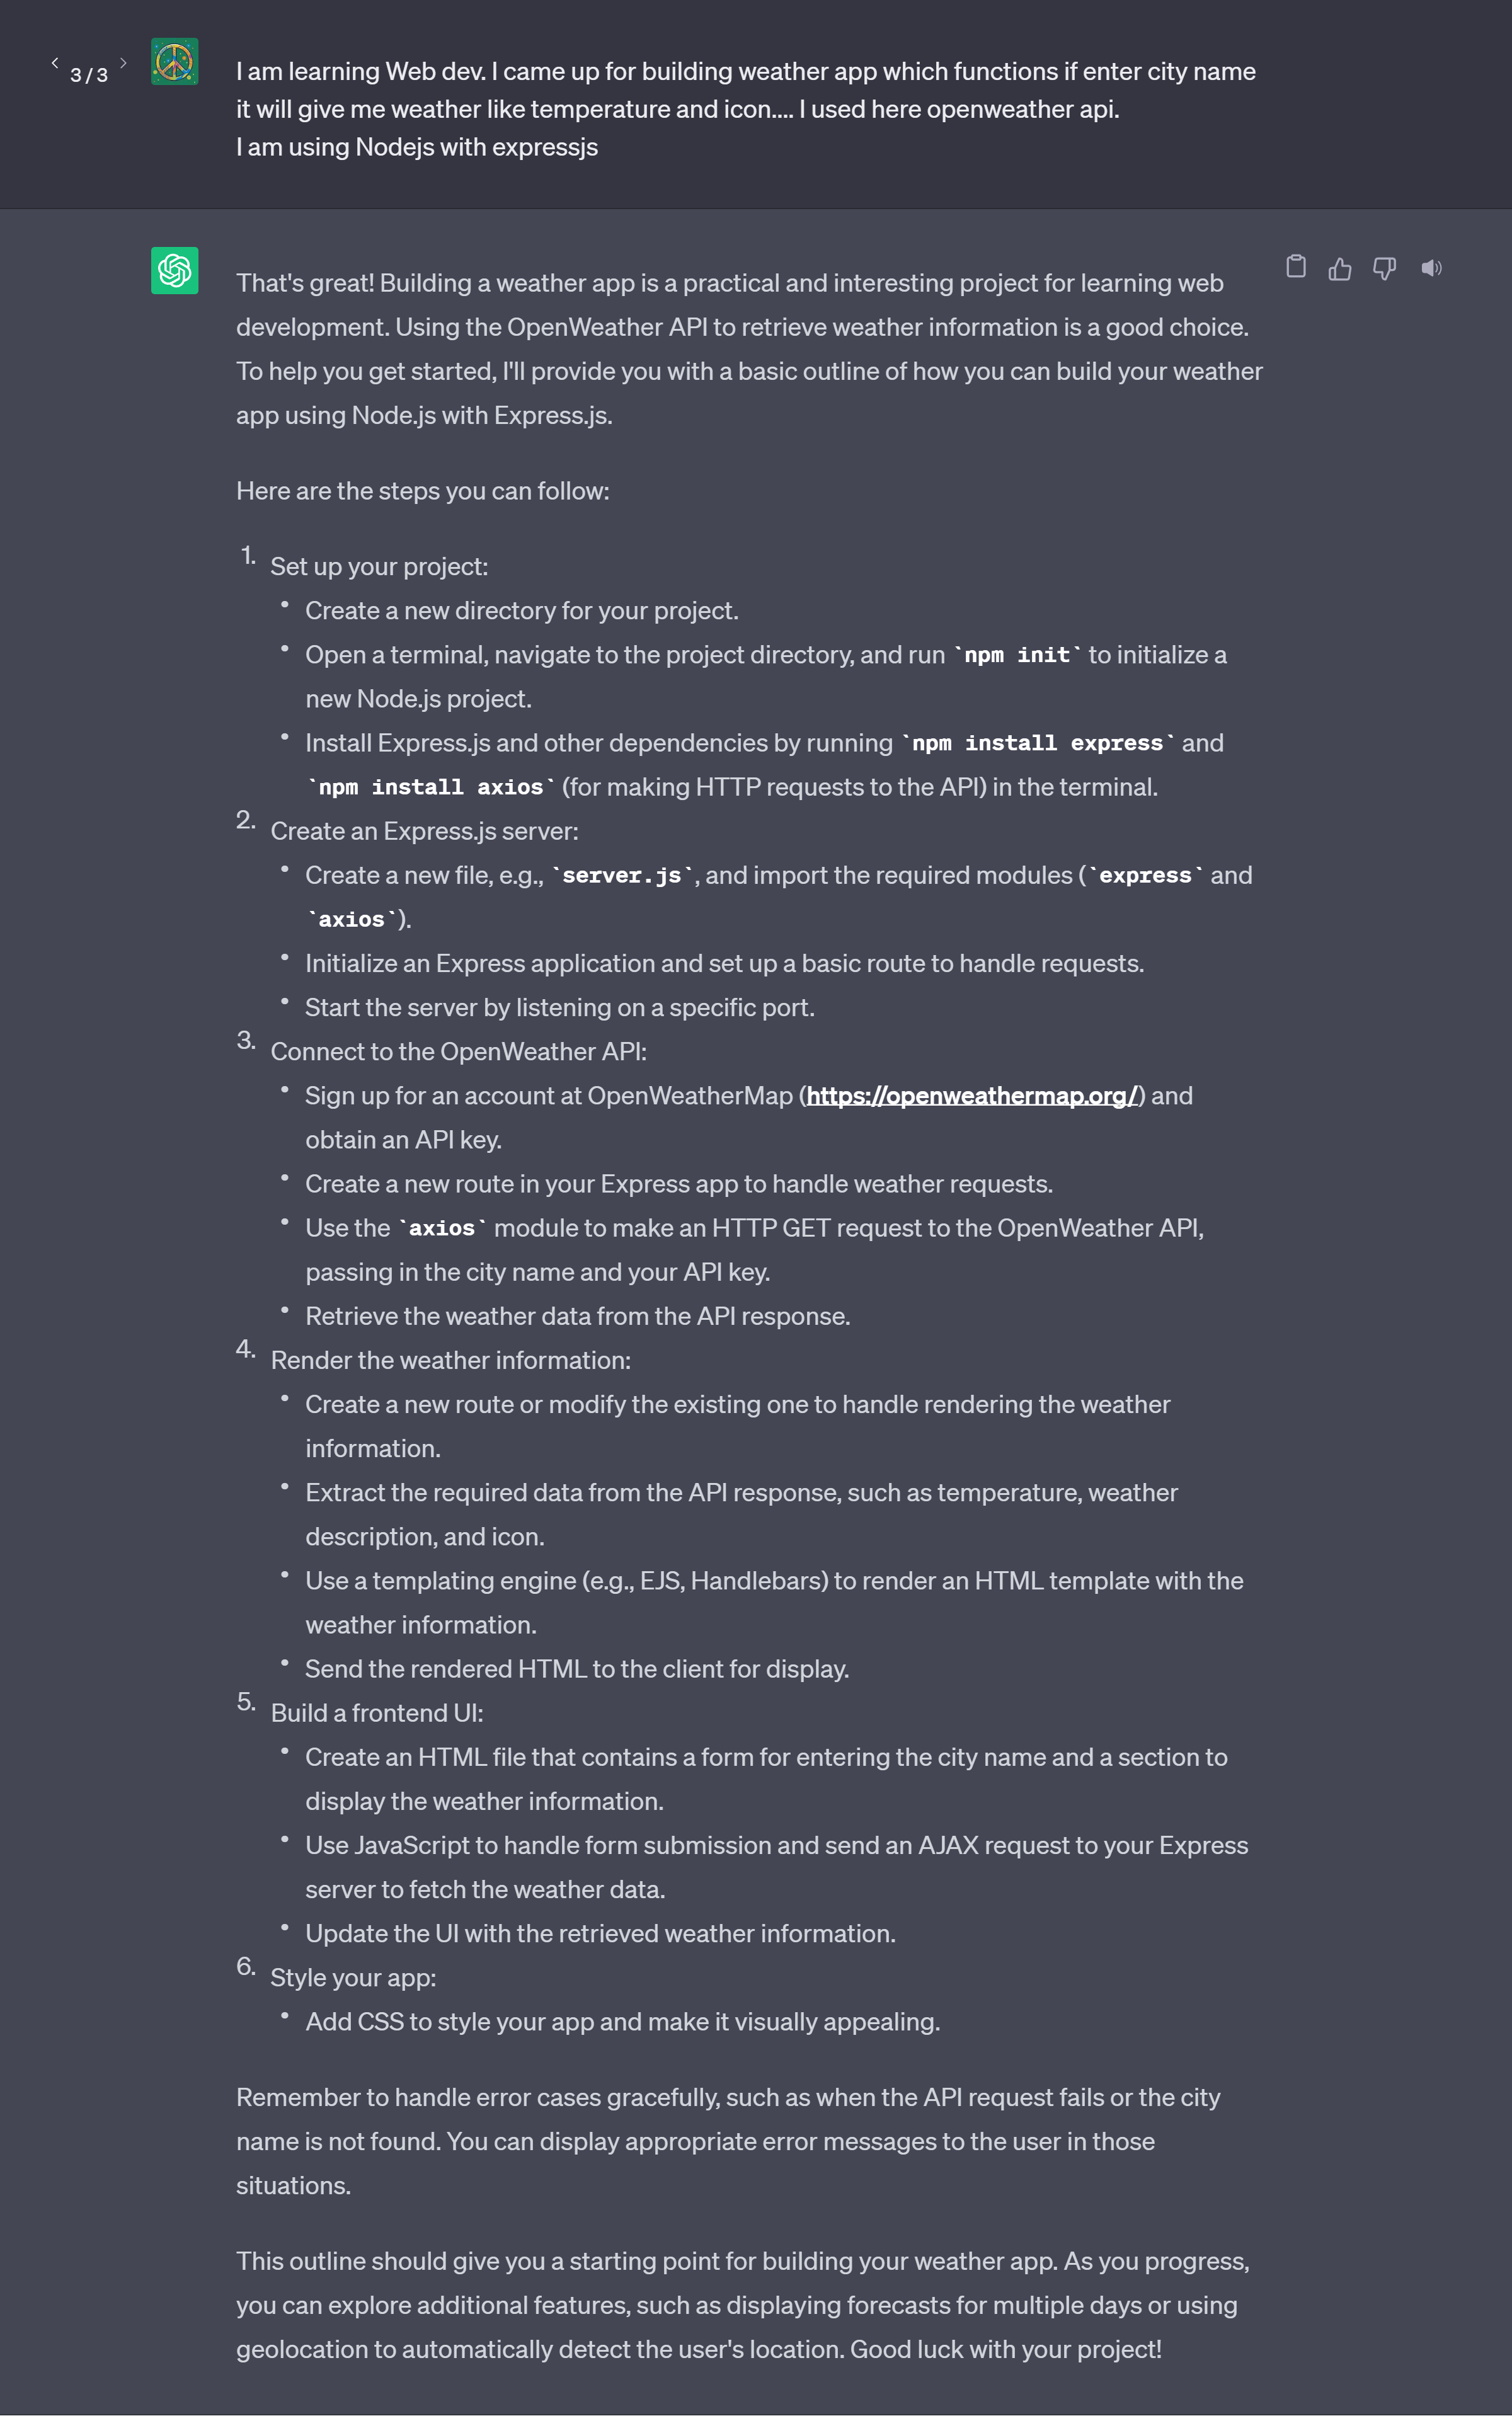 3 / 3
I am learning Web dev. I came up for building weather app which functions if enter city name
it will give me weather like temperature and icon.... I used here openweather api.
I am using Nodejs with expressjs
That's great! Building a weather app is a practical and interesting project for learning web
development. Using the OpenWeather API to retrieve weather information is a good choice.
To help you get started, I'll provide you with a basic outline of how you can build your weather
app using Node.js with Express.js.
Here are the steps you can follow:
1. Set up your project:
• Create a new directory for your project.
• Open a terminal, navigate to the project directory, and run `npm init` to initialize a
new Node.js project.
• Install Express.js and other dependencies by running `npm install express` and
`npm install axios` (for making HTTP requests to the API) in the terminal.
2. Create an Express.js server:
• Create a new file, e.g., `server.js`, and import the required modules (`express` and
`axios`).
• Initialize an Express application and set up a basic route to handle requests.
• Start the server by listening on a specific port.
3. Connect to the OpenWeather API:
• Sign up for an account at OpenWeatherMap (https://openweathermap.org/) and
obtain an API key.
• Create a new route in your Express app to handle weather requests.
• Use the `axios` module to make an HTTP GET request to the OpenWeather API,
passing in the city name and your API key.
• Retrieve the weather data from the API response.
4. Render the weather information:
• Create a new route or modify the existing one to handle rendering the weather
information.
• Extract the required data from the API response, such as temperature, weather
description, and icon.
• Use a templating engine (e.g., EJS, Handlebars) to render an HTML template with the
weather information.
• Send the rendered HTML to the client for display.
5. Build a frontend UI:
• Create an HTML file that contains a form for entering the city name and a section to
display the weather information.
• Use JavaScript to handle form submission and send an AJAX request to your Express
server to fetch the weather data.
• Update the UI with the retrieved weather information.
6. Style your app:
• Add CSS to style your app and make it visually appealing.
Remember to handle error cases gracefully, such as when the API request fails or the city
name is not found. You can display appropriate error messages to the user in those
situations.
This outline should give you a starting point for building your weather app. As you progress,
you can explore additional features, such as displaying forecasts for multiple days or using
geolocation to automatically detect the user's location. Good luck with your project!